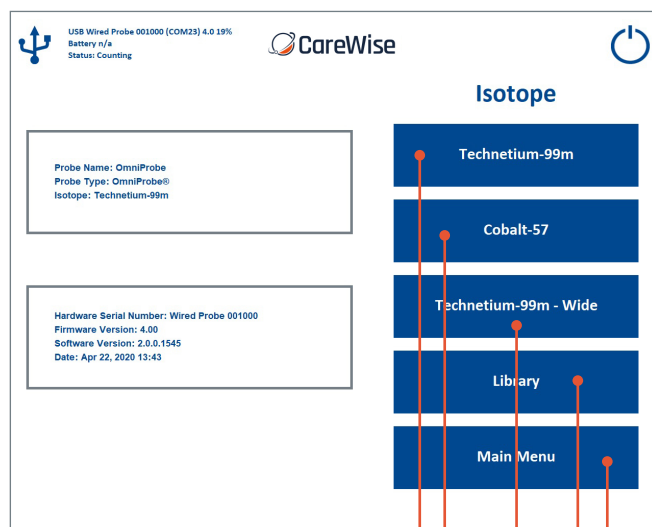 USB Wired Probe 001000 (COM23) 4.0 19%
Battery n/a
Status: Counting
CareWise
Isotope
Probe Name: OmniProbe
Probe Type: OmniProbe®
Isotope: Technetium-99m
Hardware Serial Number: Wired Probe 001000
Firmware Version: 4.00
Software Version: 2.0.0.1545
Date: Apr 22, 2020 13:43
Technetium-99m
Cobalt-57
Technetium-99m - Wide
Library
Main Menu